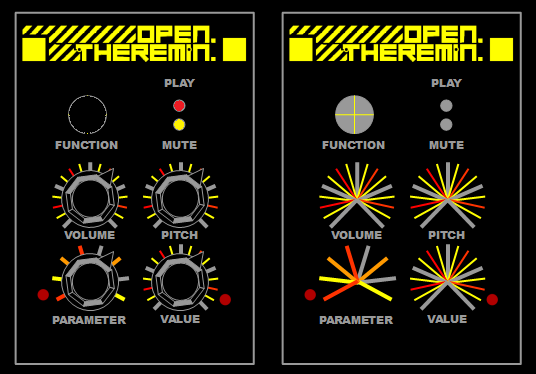 OPEN.
THEREMIN.
PLAY
FUNCTION MUTE
VOLUME PITCH
PARAMETER VALUE
OPEN.
THEREMIN.
PLAY
FUNCTION MUTE
VOLUME PITCH
PARAMETER VALUE